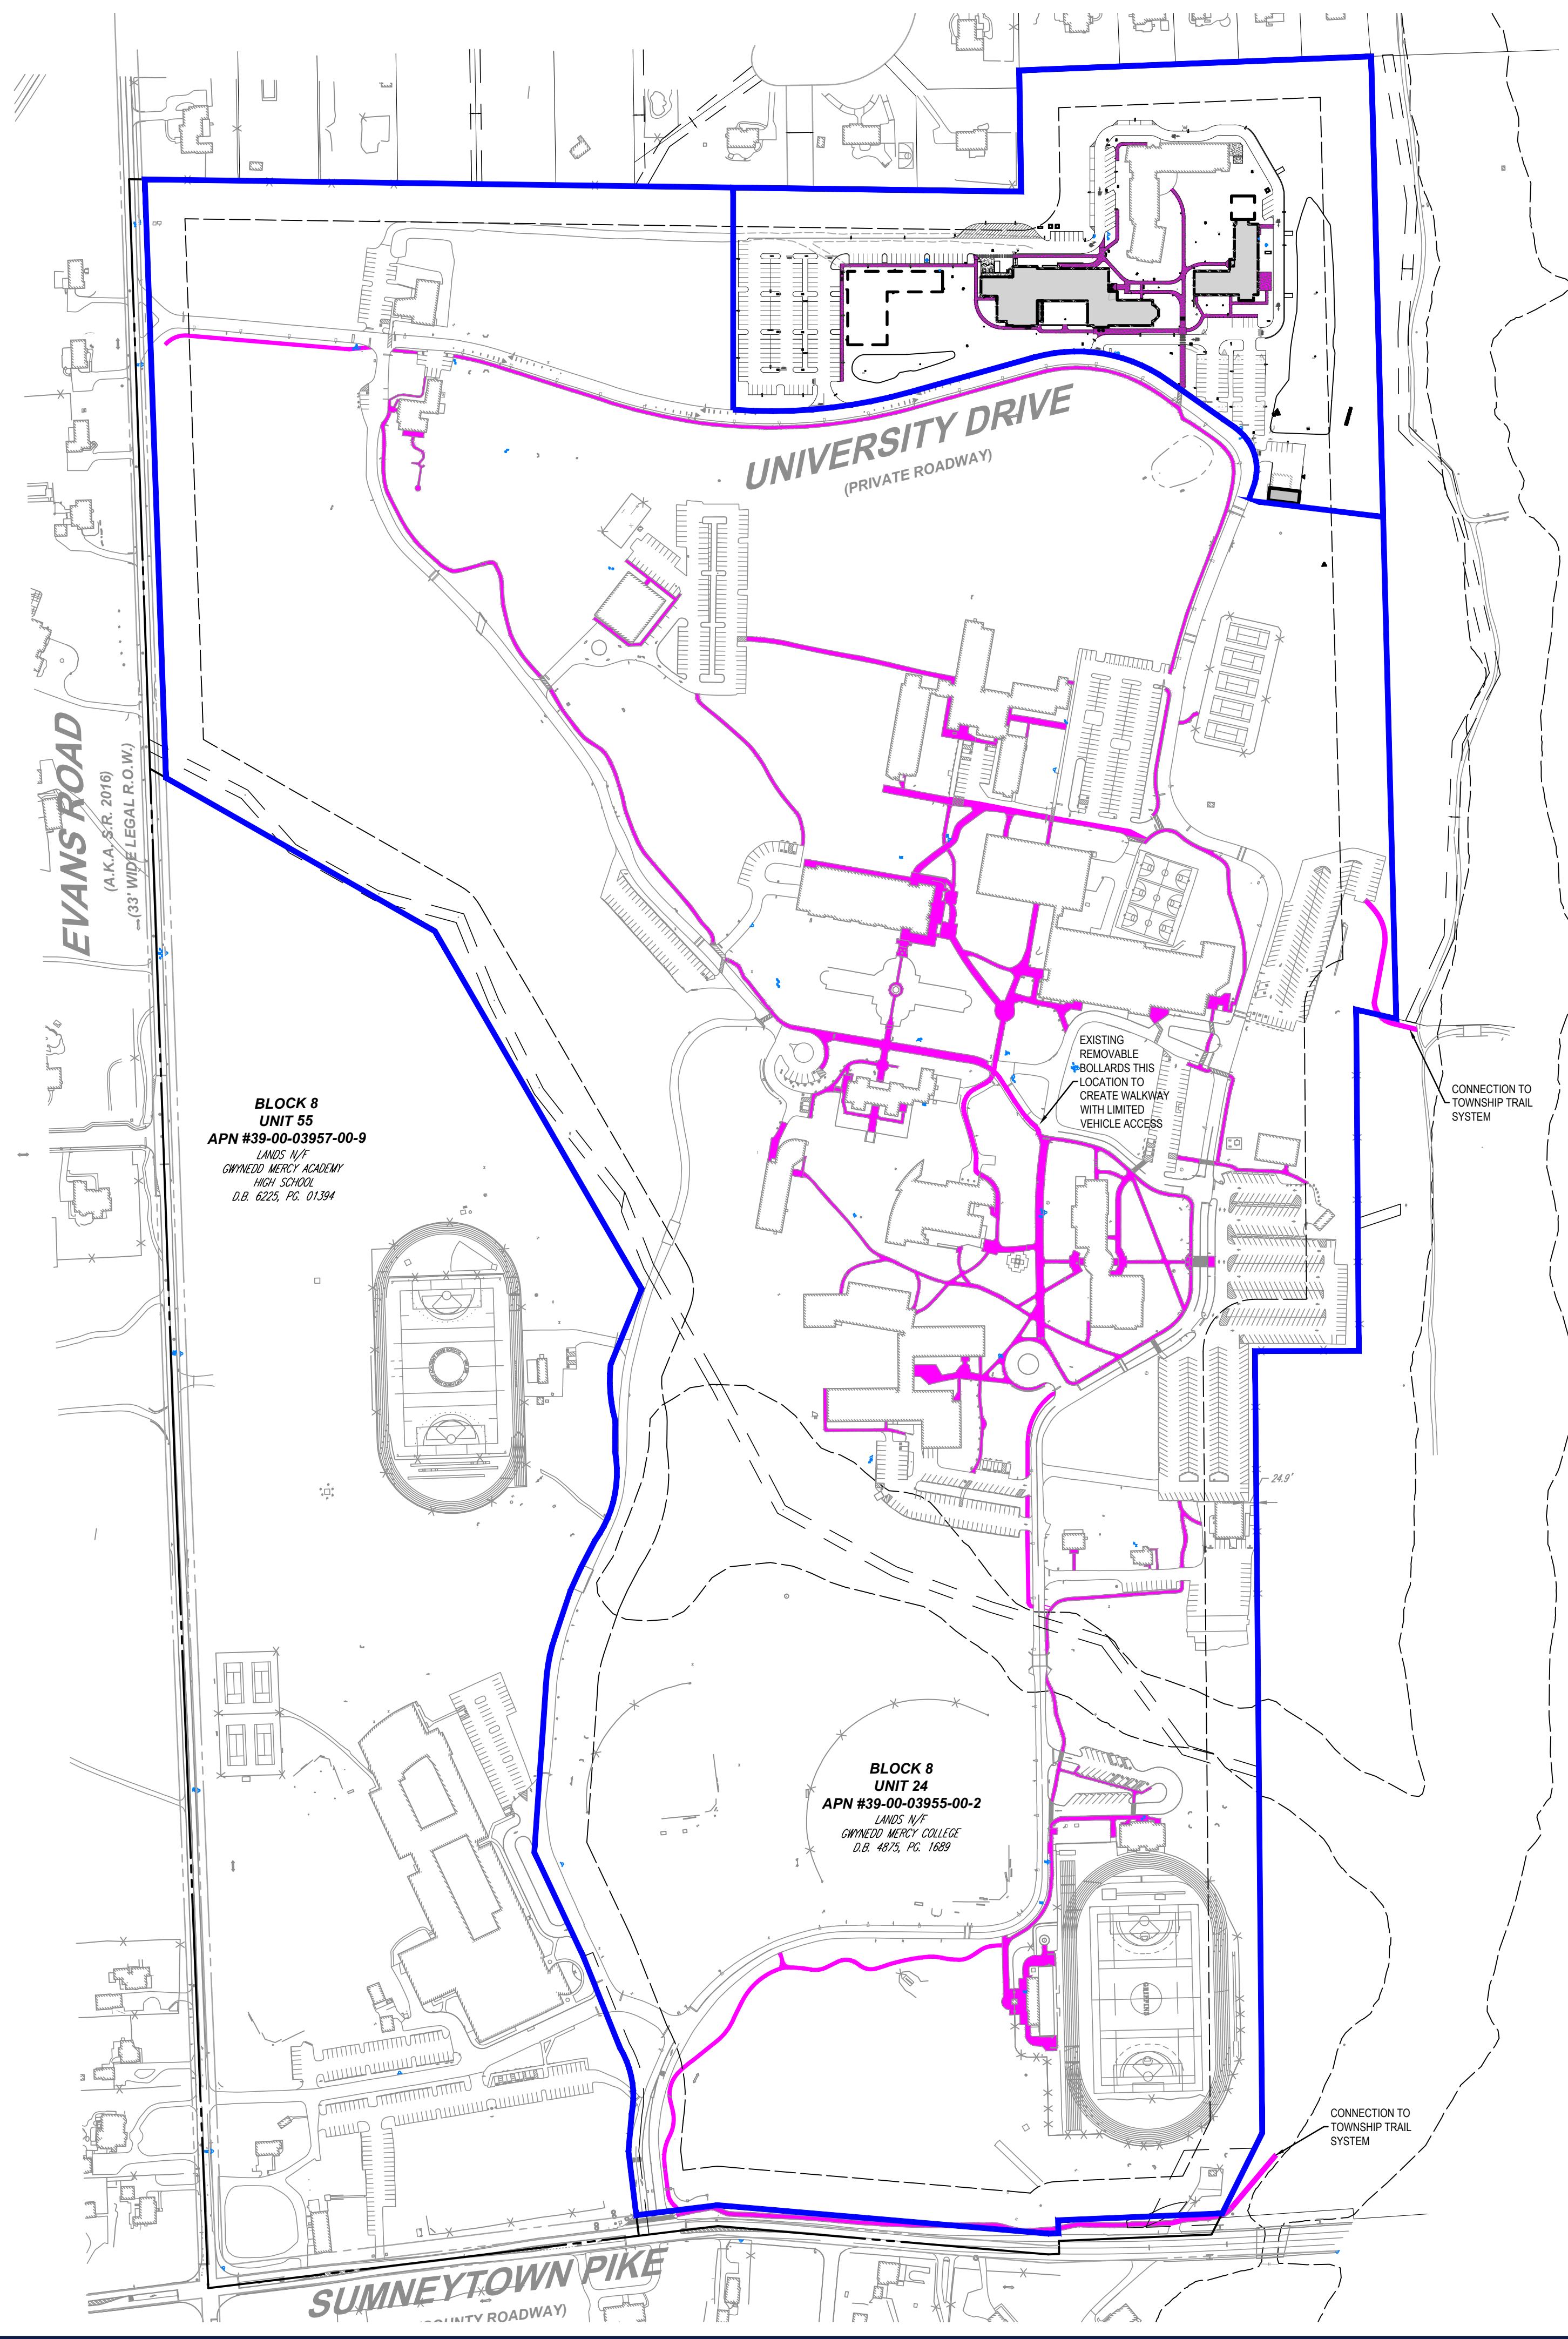 UNIVERSITY DRIVE
(PRIVATE ROADWAY)
EVANS ROAD
(A.K.A. S.R. 2016)
(33' WIDE LEGAL R.O.W.)
EXISTING
REMOVABLE
BOLLARDS THIS
LOCATION TO
CREATE WALKWAY
WITH LIMITED
VEHICLE ACCESS
CONNECTION TO
TOWNSHIP TRAIL
SYSTEM
BLOCK 8
UNIT 55
APN #39-00-03957-00-9
LANDS N/F
GWYNEDD MERCY ACADEMY
HIGH SCHOOL
D.B. 6225, PG. 01394
24.9'
BLOCK 8
UNIT 24
APN #39-00-03955-00-2
LANDS N/F
GWYNEDD MERCY COLLEGE
D.B. 4875, PG. 1689
GRIFFINS
CONNECTION TO
TOWNSHIP TRAIL
SYSTEM
SUMNEYTOWN PIKE
COUNTY ROADWAY)